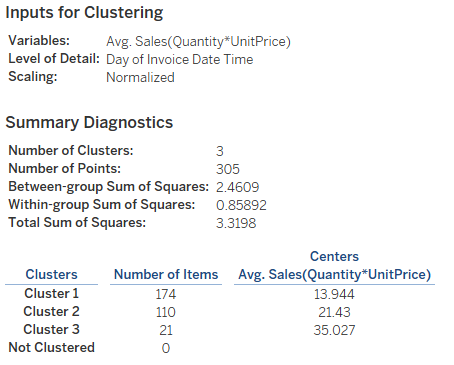 Inputs for Clustering
Variables: Avg. Sales(Quantity*UnitPrice)
Level of Detail: Day of Invoice Date Time
Scaling: Normalized
Summary Diagnostics
Number of Clusters: 3
Number of Points: 305
Between-group Sum of Squares: 2.4609
Within-group Sum of Squares: 0.85892
Total Sum of Squares: 3.3198
Centers
Clusters Number of Items Avg. Sales(Quantity*UnitPrice)
Cluster 1 174 13.944
Cluster 2 110 21.43
Cluster 3 21 35.027
Not Clustered 0